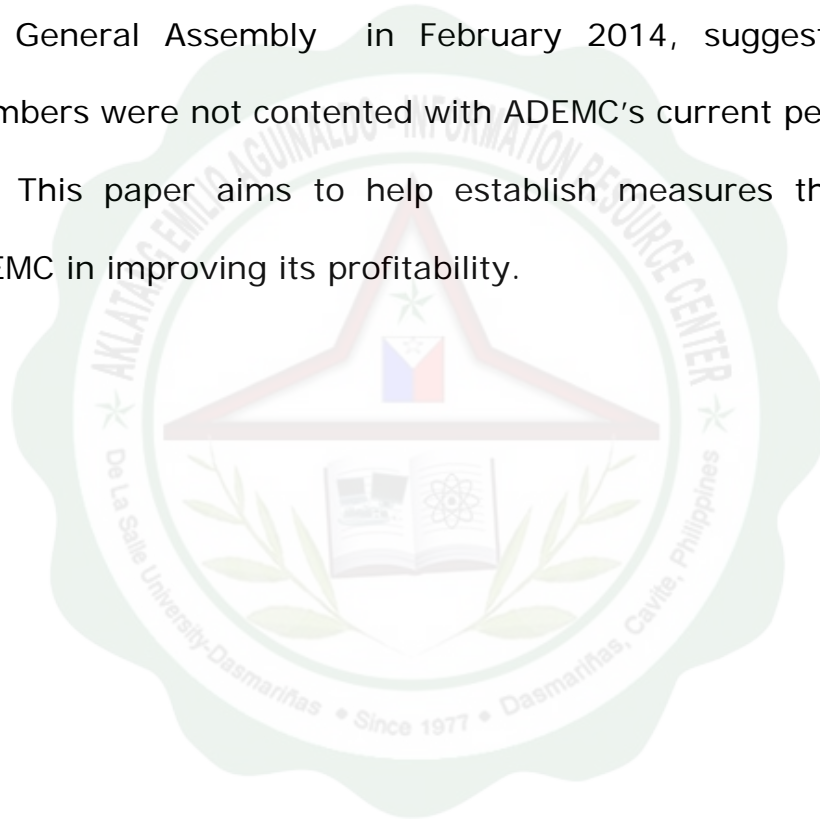 General Assembly in February 2014, suggest
mbers were not contented with ADEMC's current pe
This paper aims to help establish measures th
EMC in improving its profitability.
AKLATANG EMILIO AGUINALDO - INFORMATION RESOURCE CENTER
De La Salle University-Dasmariñas • Since 1977 • Dasmariñas, Cavite, Philippines